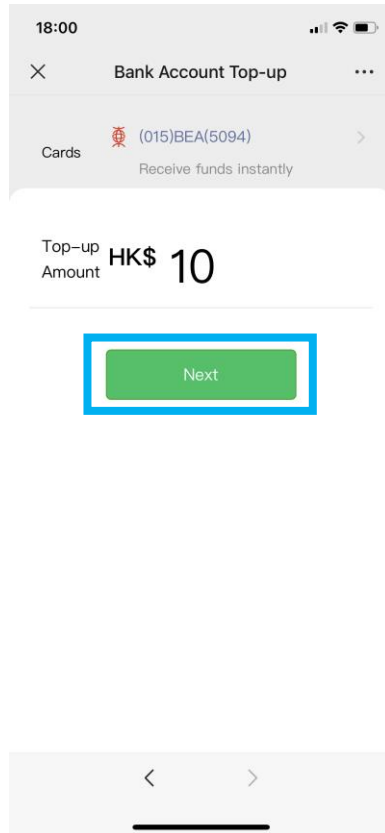 18:00
Bank Account Top-up
Cards
(015)BEA(5094)
Receive funds instantly
Top-up
Amount
HK$ 10
Next